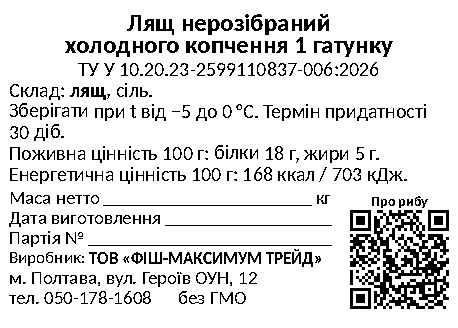 Лящ нерозібраний
холодного копчення 1 гатунку
ТУ У 10.20.23-2599110837-006:2026
Склад: лящ, сіль.
Зберігати при t від −5 до 0 °С. Термін придатності
30 діб.
Поживна цінність 100 г: білки 18 г, жири 5 г.
Енергетична цінність 100 г: 168 ккал / 703 кДж.
Маса нетто ____________________ кг
Дата виготовлення ________________
Партія № ________________________
Про рибу
Виробник: ТОВ «ФІШ-МАКСИМУМ ТРЕЙД»
м. Полтава, вул. Героїв ОУН, 12
тел. 050-178-1608 без ГМО